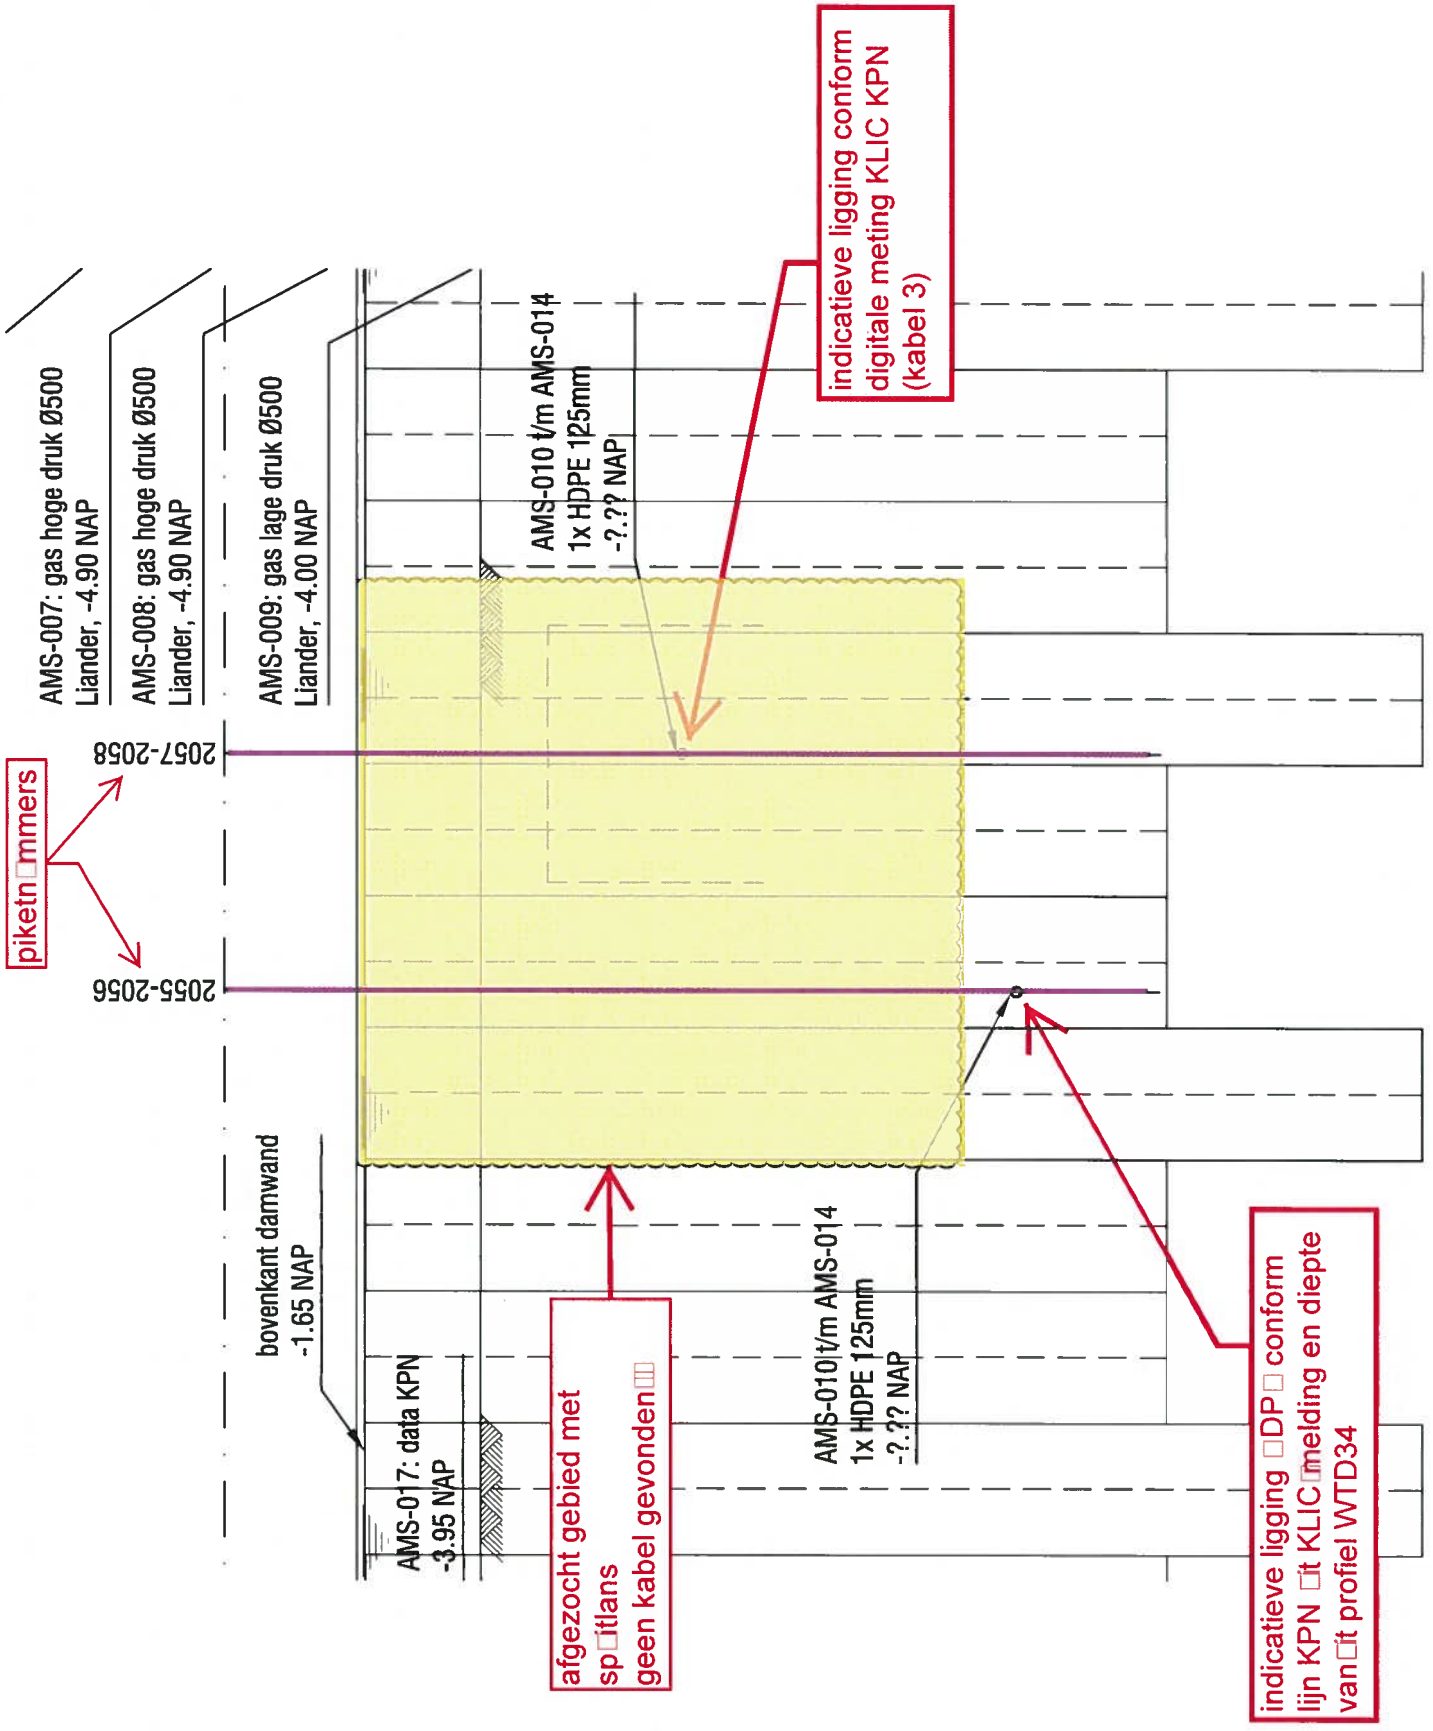 AMS-007: gas hoge druk Ø500
Liander, -4.90 NAP
AMS-008: gas hoge druk Ø500
Liander, -4.90 NAP
AMS-009: gas lage druk Ø500
Liander, -4.00 NAP
AMS-010 t/m AMS-014
1x HDPE 125mm
-?.?? NAP
indicatieve ligging conform
digitale meting KLIC KPN
(kabel 3)
piketn□mmers
2057-2058
2055-2056
bovenkant damwand
-1.65 NAP
AMS-017: data KPN
-3.95 NAP
afgezocht gebied met
sp□itlans
geen kabel gevonden□□□
AMS-010 t/m AMS-014
1x HDPE 125mm
-?.?? NAP
indicatieve ligging □DP□ conform
lijn KPN □it KLIC□melding en diepte
van□it profiel WTD34